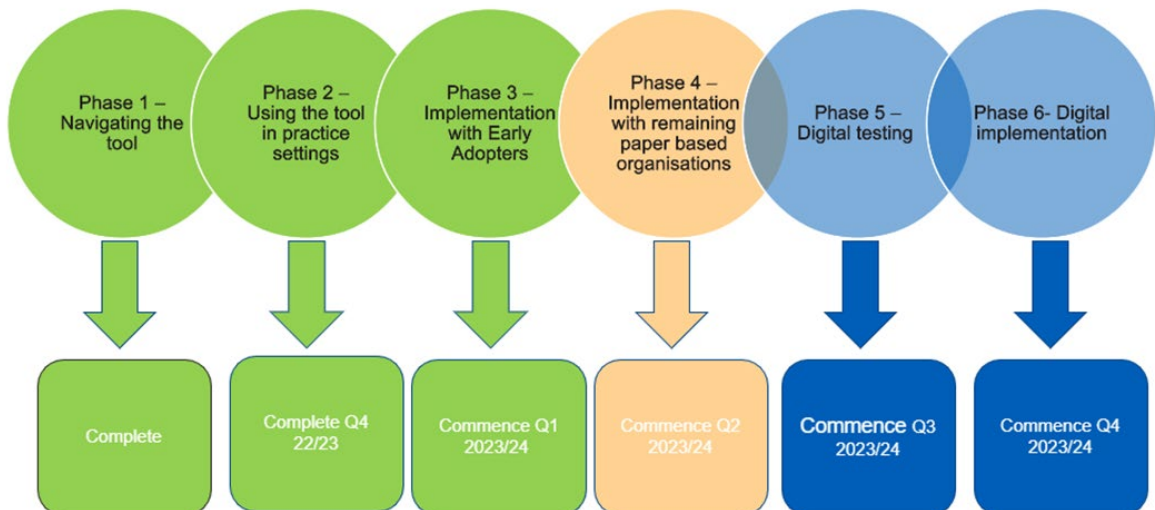 Phase 1 –
Navigating the
tool
Phase 2 –
Using the tool
in practice
settings
Phase 3 –
Implementation
with Early
Adopters
Phase 4 –
Implementation
with remaining
paper based
organisations
Phase 5 –
Digital testing
Phase 6- Digital
implementation
Complete
Complete Q4
22/23
Commence Q1
2023/24
Commence Q2
2023/24
Commence Q3
2023/24
Commence Q4
2023/24